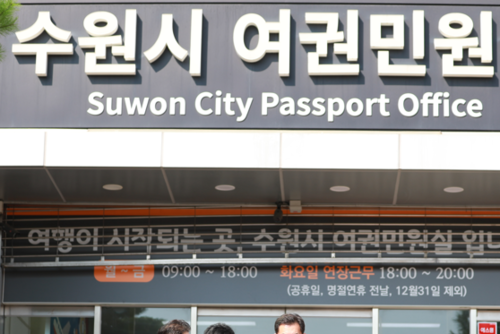 수원시 여권민원
Suwon City Passport Office
여행이 시작되는 곳, 수원시 여권민원실 입
월~금 09:00 ~ 18:00 화요일 연장근무 18:00 ~ 20:00
(공휴일, 명절연휴 전날, 12월31일 제외)